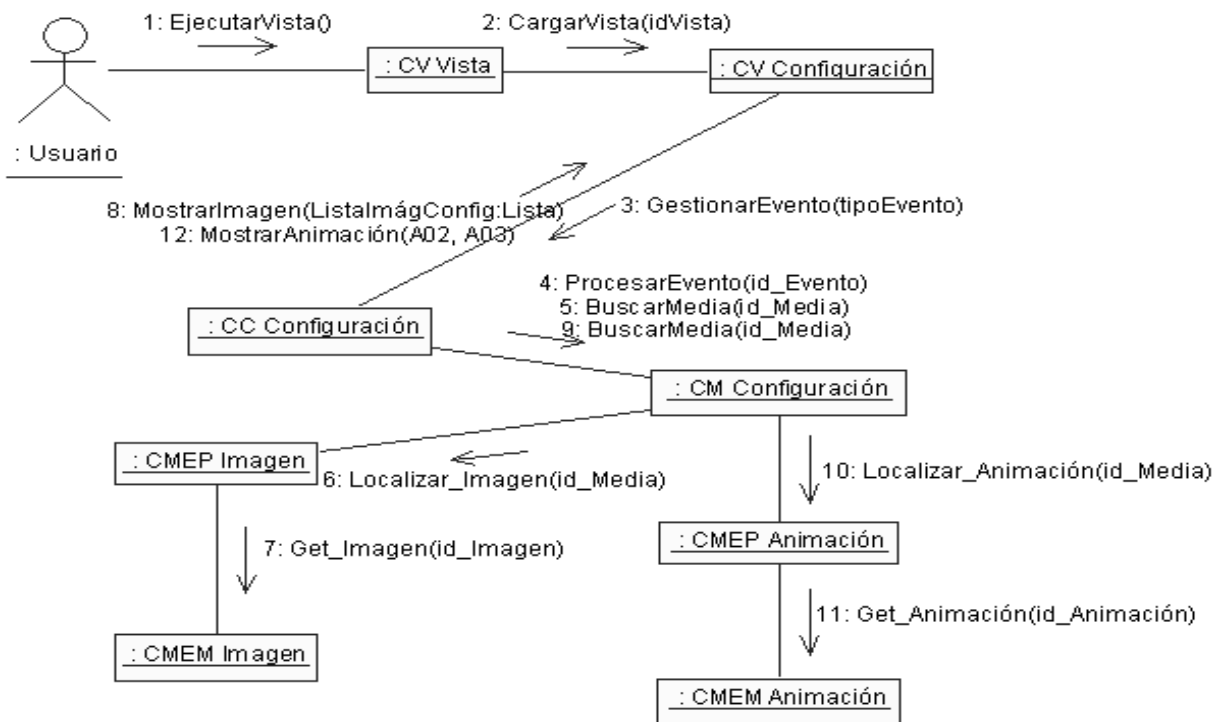 1: EjecutarVista()
2: CargarVista(idVista)
: CV Vista
: CV Configuración
: Usuario
8: MostrarImagen(ListaImágConfig:Lista)
3: GestionarEvento(tipoEvento)
12: MostrarAnimación(A02, A03)
4: ProcesarEvento(id_Evento)
5: BuscarMedia(id_Media)
9: BuscarMedia(id_Media)
: CC Configuración
: CM Configuración
: CMEP Imagen
6: Localizar_Imagen(id_Media)
10: Localizar_Animación(id_Media)
7: Get_Imagen(id_Imagen)
: CMEP Animación
11: Get_Animación(id_Animación)
: CMEM Imagen
: CMEM Animación